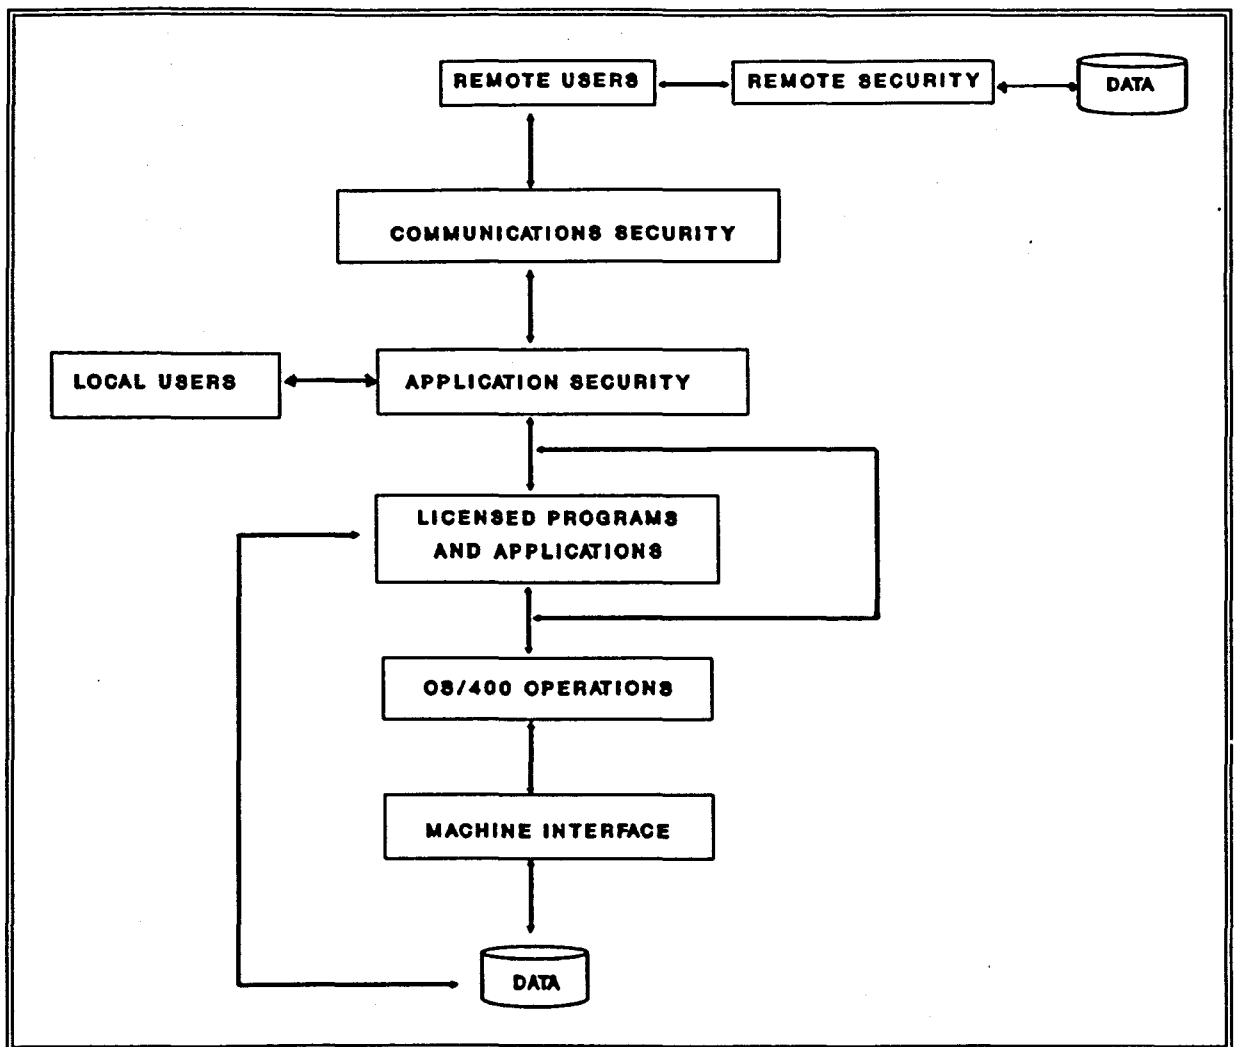 REMOTE USERS
REMOTE SECURITY
DATA
COMMUNICATIONS SECURITY
LOCAL USERS
APPLICATION SECURITY
LICENSED PROGRAMS
AND APPLICATIONS
OS/400 OPERATIONS
MACHINE INTERFACE
DATA